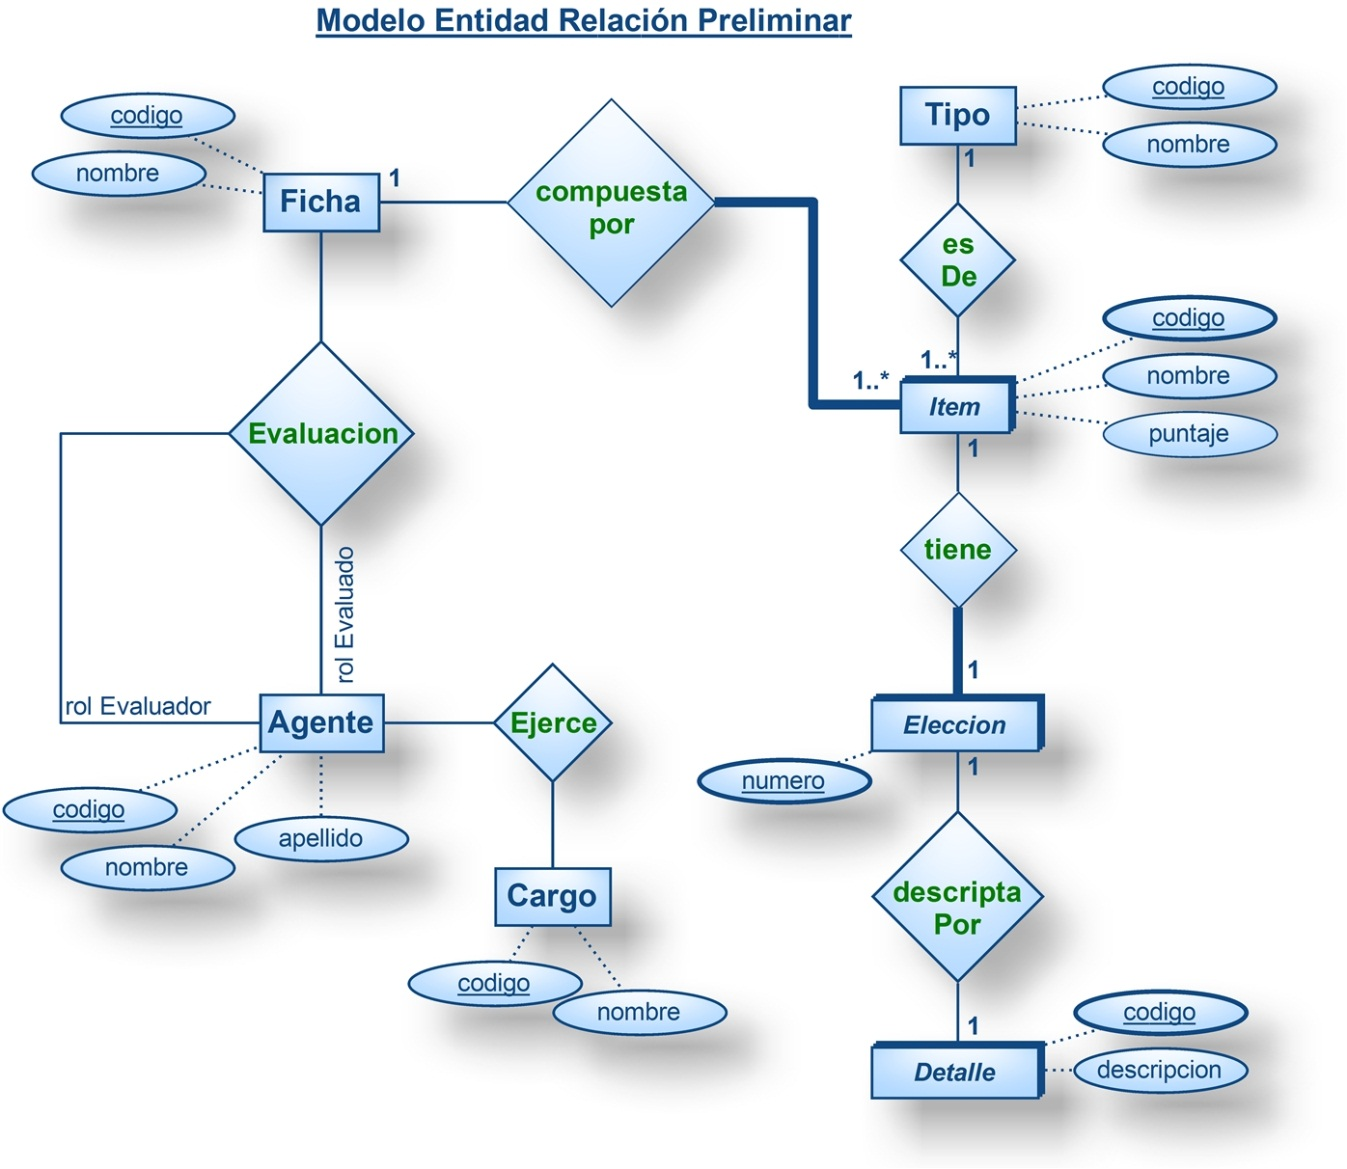 Modelo Entidad Relación Preliminar
codigo
nombre
Ficha
1
compuesta
por
Tipo
1
codigo
nombre
es
De
1..*
1..*
Item
1
codigo
nombre
puntaje
Evaluacion
rol Evaluado
rol Evaluador
tiene
1
Eleccion
1
numero
Agente
codigo
nombre
apellido
Ejerce
Cargo
codigo
nombre
descripta
Por
1
Detalle
codigo
descripcion